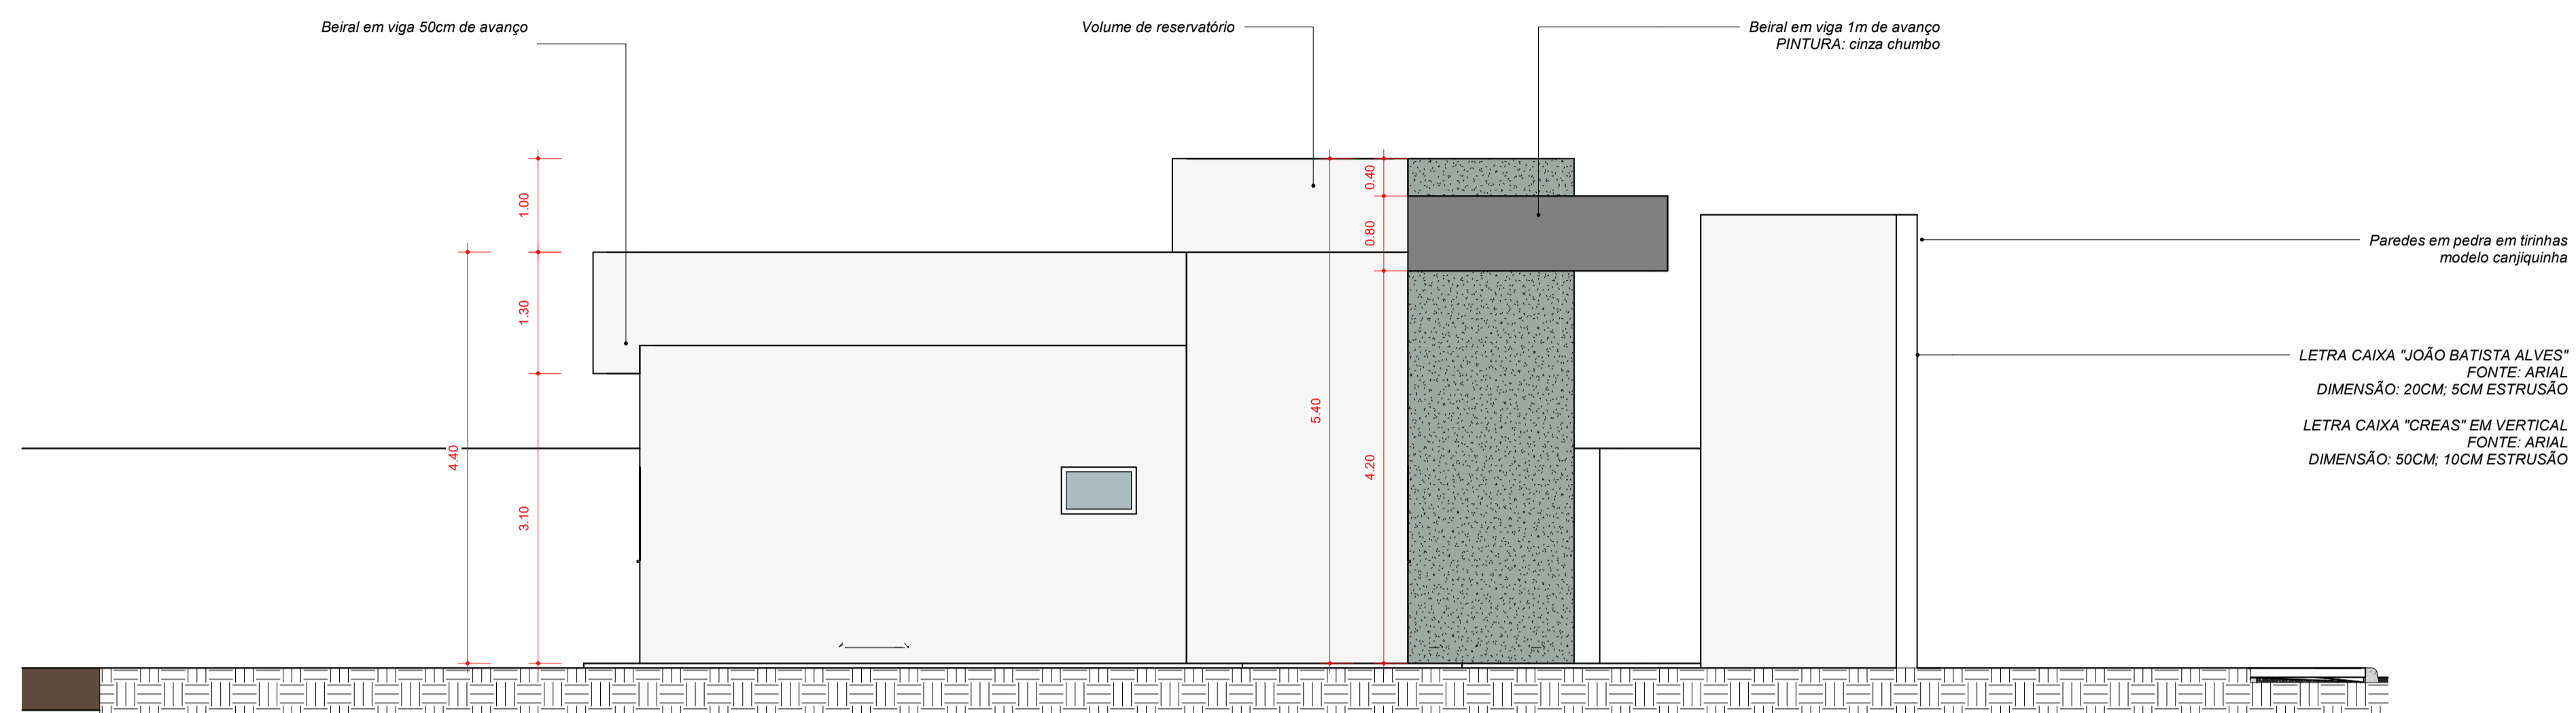 Beiral em viga 50cm de avanço
Volume de reservatório
Beiral em viga 1m de avanço
PINTURA: cinza chumbo
1.00
1.30
3.10
4.40
5.40
0.40
0.80
4.20
Paredes em pedra em tirinhas
modelo canjiquinha
LETRA CAIXA "JOÃO BATISTA ALVES"
FONTE: ARIAL
DIMENSÃO: 20CM; 5CM ESTRUSÃO
LETRA CAIXA "CREAS" EM VERTICAL
FONTE: ARIAL
DIMENSÃO: 50CM; 10CM ESTRUSÃO